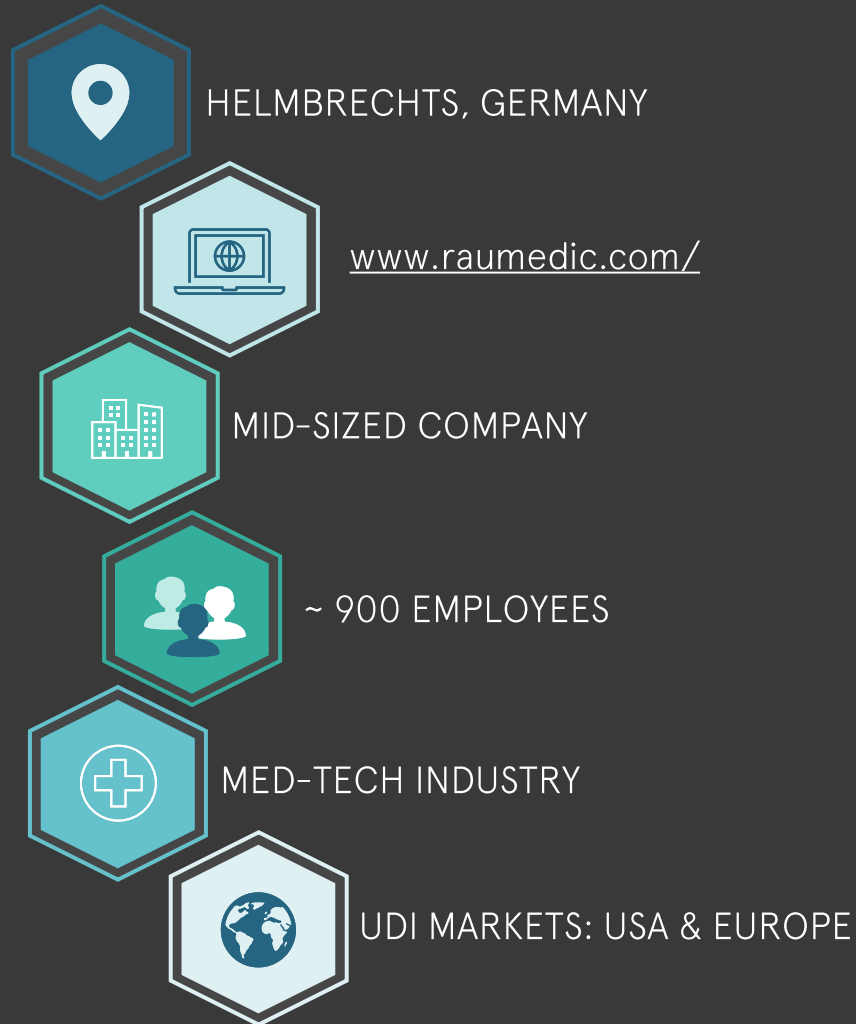 HELMBRECHTS, GERMANY
www.raumedic.com/
MID-SIZED COMPANY
~ 900 EMPLOYEES
MED-TECH INDUSTRY
UDI MARKETS: USA & EUROPE